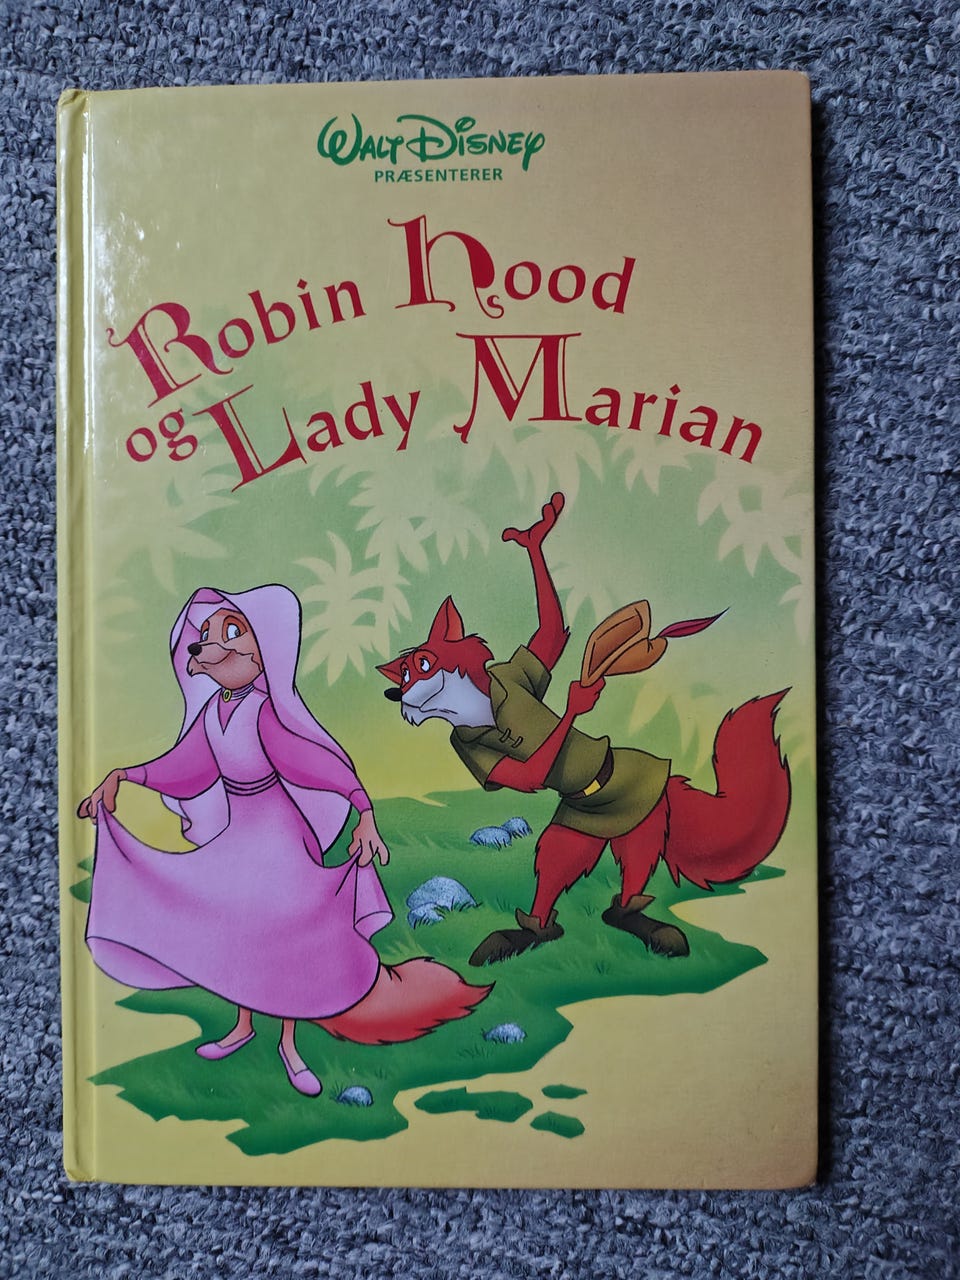 Walt Disney
PRÆSENTERER
Robin Hood
og Lady Marian